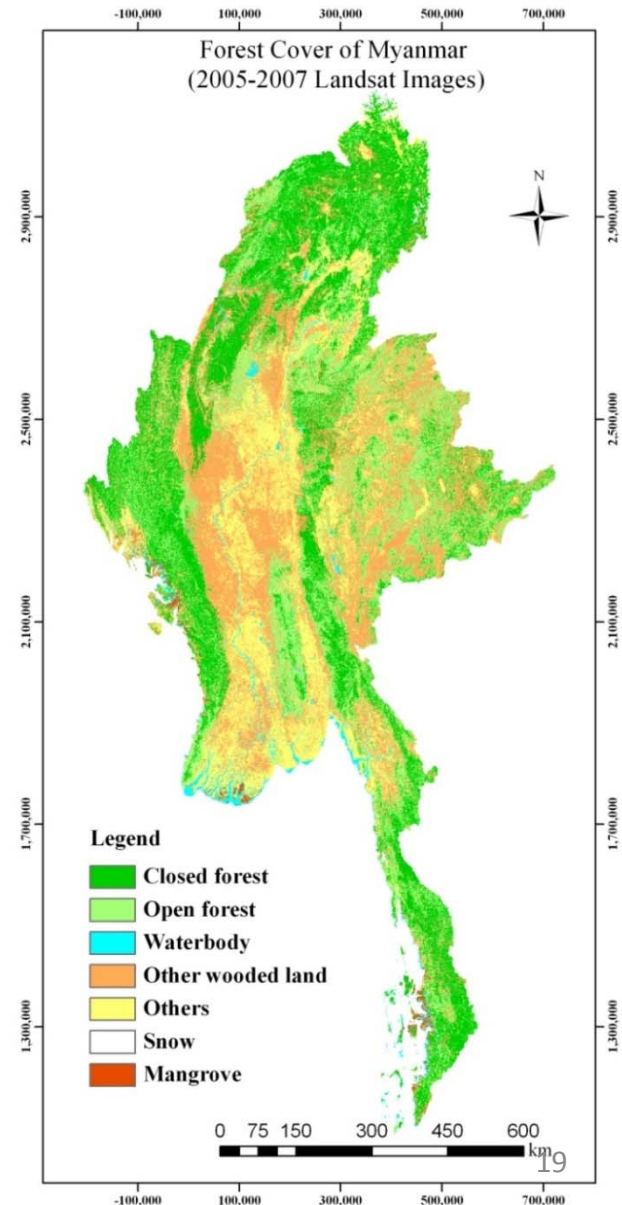 -100,000 100,000 300,000 500,000 700,000
Forest Cover of Myanmar
(2005-2007 Landsat Images)
N
2,900,000 2,900,000
2,500,000 2,500,000
2,100,000 2,100,000
1,700,000 1,700,000
Legend
Closed forest
Open forest
Waterbody
Other wooded land
Others
1,300,000 1,300,000
Snow
Mangrove
0 75 150 300 450 600
km
19
-100,000 100,000 300,000 500,000 700,000